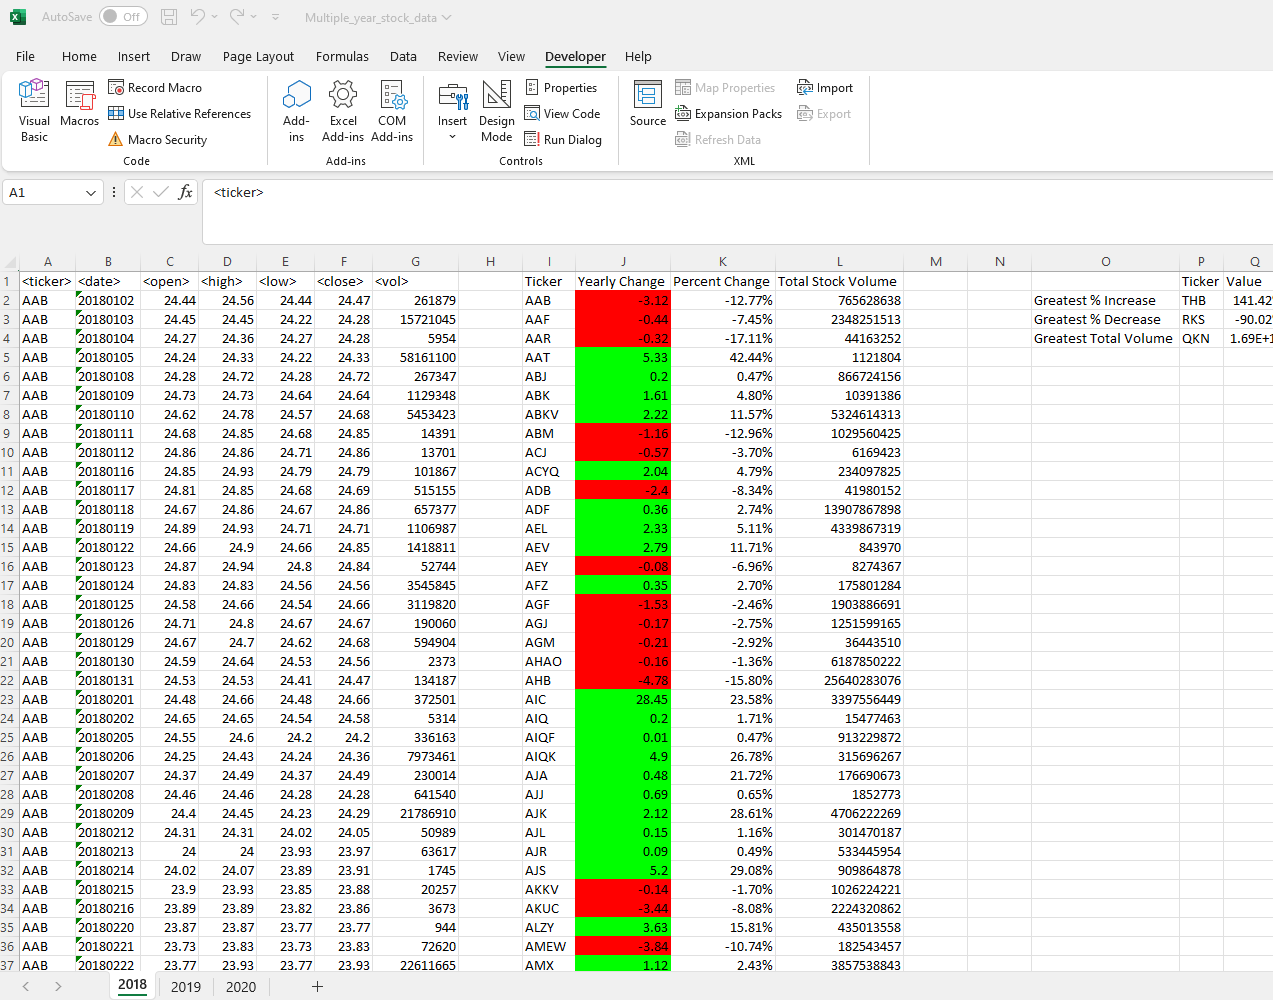 AutoSave Off Multiple_year_stock_data
File Home Insert Draw Page Layout Formulas Data Review View Developer Help
Visual Basic
Macros
Record Macro
Use Relative References
Macro Security
Code
Add-ins
Excel Add-ins
COM Add-ins
Add-ins
Insert
Design Mode
Properties
View Code
Run Dialog
Controls
Source
Map Properties
Expansion Packs
Refresh Data
Import
Export
XML
A1 fx <ticker>
A B C D E F G H I J K L M N O P Q
1 <ticker> <date> <open> <high> <low> <close> <vol> Ticker Yearly Change Percent Change Total Stock Volume Ticker Value
2 AAB 20180102 24.44 24.56 24.44 24.47 261879 AAB -3.12 -12.77% 765628638 Greatest % Increase THB 141.42
3 AAB 20180103 24.45 24.45 24.22 24.28 15721045 AAF -0.44 -7.45% 2348251513 Greatest % Decrease RKS -90.02
4 AAB 20180104 24.27 24.36 24.27 24.28 5954 AAR -0.32 -17.11% 44163252 Greatest Total Volume QKN 1.69E+1
5 AAB 20180105 24.24 24.33 24.22 24.33 58161100 AAT 5.33 42.44% 1121804
6 AAB 20180108 24.28 24.72 24.28 24.72 267347 ABJ 0.2 0.47% 866724156
7 AAB 20180109 24.73 24.73 24.64 24.64 1129348 ABK 1.61 4.80% 10391386
8 AAB 20180110 24.62 24.78 24.57 24.68 5453423 ABKV 2.22 11.57% 5324614313
9 AAB 20180111 24.68 24.85 24.68 24.85 14391 ABM -1.16 -12.96% 1029560425
10 AAB 20180112 24.86 24.86 24.71 24.86 13701 ACJ -0.57 -3.70% 6169423
11 AAB 20180116 24.85 24.93 24.79 24.79 101867 ACYQ 2.04 4.79% 234097825
12 AAB 20180117 24.81 24.85 24.68 24.69 515155 ADB -2.4 -8.34% 41980152
13 AAB 20180118 24.67 24.86 24.67 24.86 657377 ADF 0.36 2.74% 13907867898
14 AAB 20180119 24.89 24.93 24.71 24.71 1106987 AEL 2.33 5.11% 4339867319
15 AAB 20180122 24.66 24.9 24.66 24.85 1418811 AEV 2.79 11.71% 843970
16 AAB 20180123 24.87 24.94 24.8 24.84 52744 AEY -0.08 -6.96% 8274367
17 AAB 20180124 24.83 24.83 24.56 24.56 3545845 AFZ 0.35 2.70% 175801284
18 AAB 20180125 24.58 24.66 24.54 24.66 3119820 AGF -1.53 -2.46% 1903886691
19 AAB 20180126 24.71 24.8 24.67 24.67 190060 AGJ -0.17 -2.75% 1251599165
20 AAB 20180129 24.67 24.7 24.62 24.68 594904 AGM -0.21 -2.92% 36443510
21 AAB 20180130 24.59 24.64 24.53 24.56 2373 AHAO -0.16 -1.36% 6187850222
22 AAB 20180131 24.53 24.53 24.41 24.47 134187 AHB -4.78 -15.80% 25640283076
23 AAB 20180201 24.48 24.66 24.48 24.66 372501 AIC 28.45 23.58% 3397556449
24 AAB 20180202 24.65 24.65 24.54 24.58 5314 AIQ 0.2 1.71% 15477463
25 AAB 20180205 24.55 24.6 24.2 24.2 336163 AIQF 0.01 0.47% 913229872
26 AAB 20180206 24.25 24.43 24.24 24.36 7973461 AIQK 4.9 26.78% 315696267
27 AAB 20180207 24.37 24.49 24.37 24.49 230014 AJA 0.48 21.72% 176690673
28 AAB 20180208 24.46 24.46 24.28 24.28 641540 AJJ 0.69 0.65% 1852773
29 AAB 20180209 24.4 24.45 24.23 24.29 21786910 AJK 2.12 28.61% 4706222269
30 AAB 20180212 24.31 24.31 24.02 24.05 50989 AJL 0.15 1.16% 301470187
31 AAB 20180213 24 24 23.93 23.97 63617 AJR 0.09 0.49% 533445954
32 AAB 20180214 24.02 24.07 23.89 23.91 1745 AJS 5.2 29.08% 909864878
33 AAB 20180215 23.9 23.93 23.85 23.88 20257 AKKV -0.14 -1.70% 1026224221
34 AAB 20180216 23.89 23.89 23.82 23.86 3673 AKUC -3.44 -8.08% 2224320862
35 AAB 20180220 23.87 23.87 23.77 23.77 944 ALZY 3.63 15.81% 435013558
36 AAB 20180221 23.73 23.83 23.73 23.83 72620 AMEW -3.84 -10.74% 182543457
37 AAB 20180222 23.77 23.93 23.77 23.93 22611665 AMX 1.12 2.43% 3857538843
2018 2019 2020